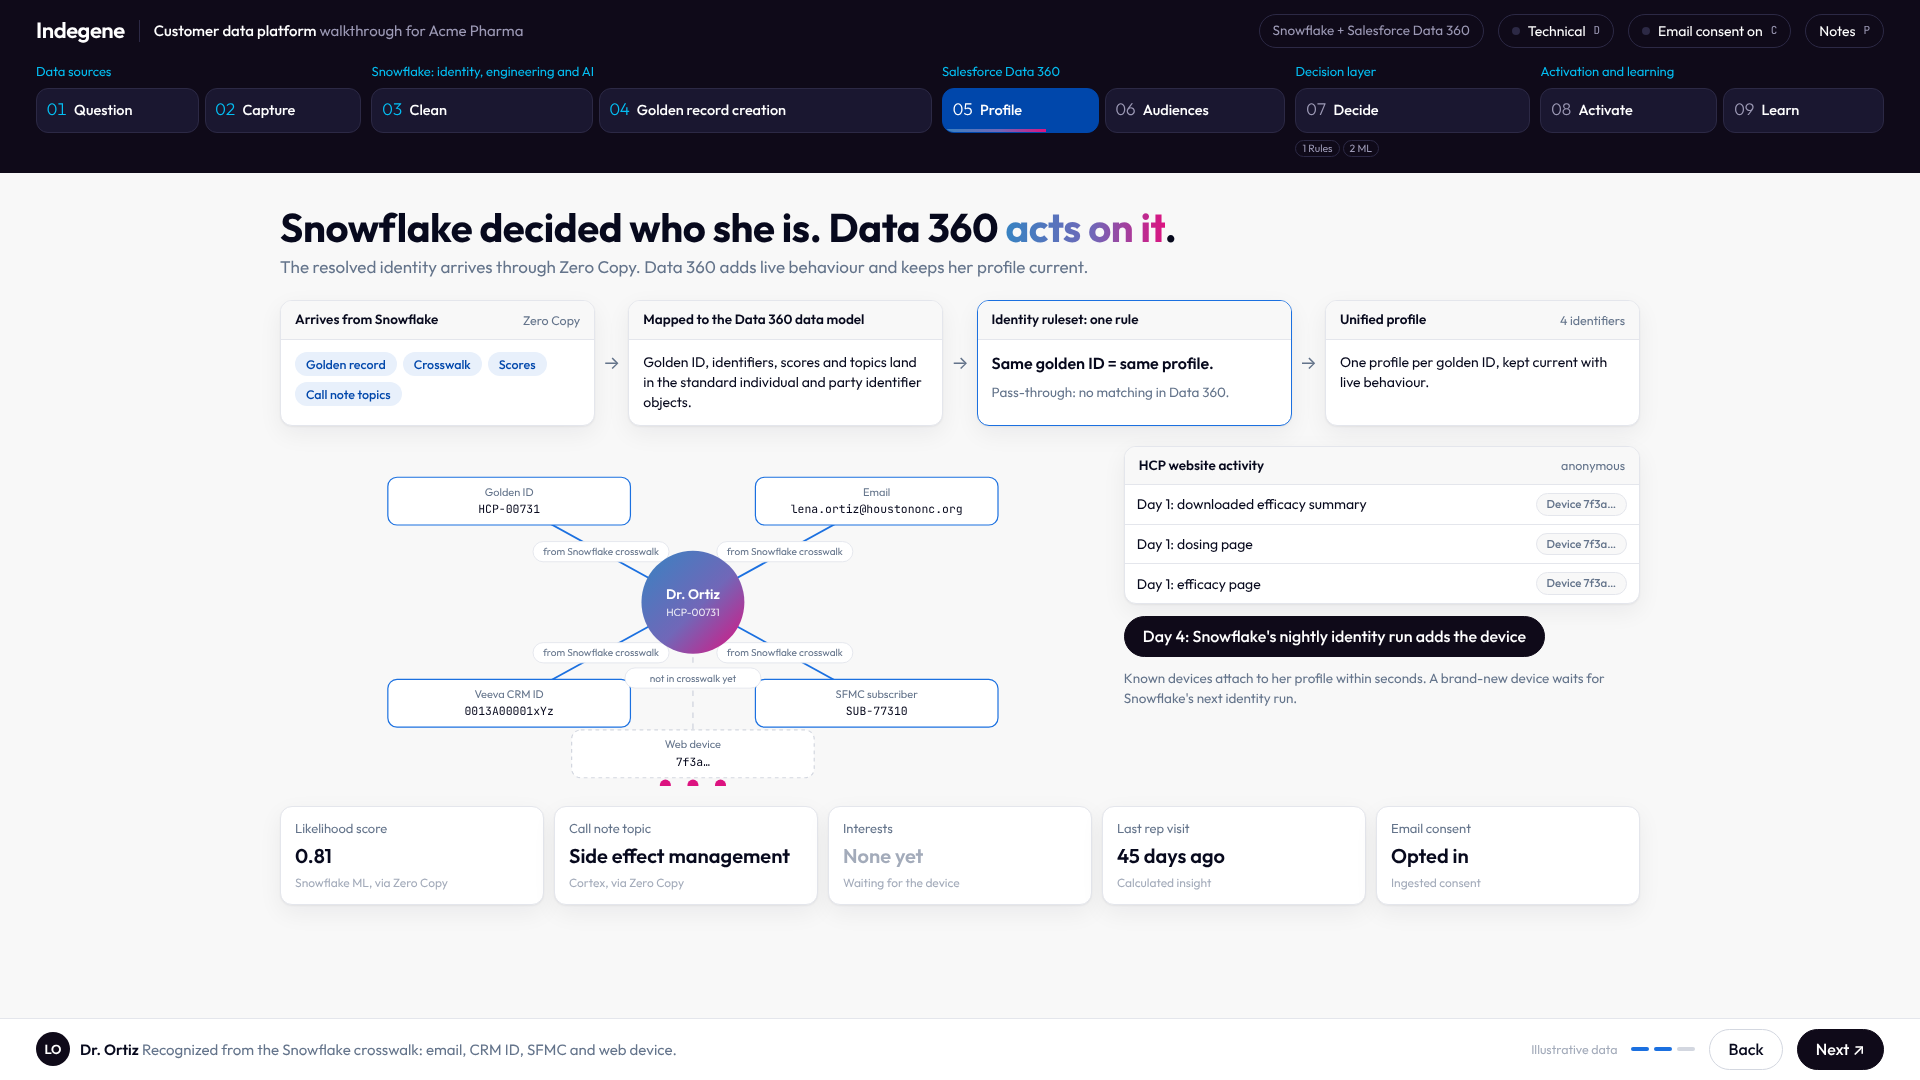 Indegene
Customer data platform walkthrough for Acme Pharma
Snowflake + Salesforce Data 360
Technical D
Email consent on C
Notes P
Data sources
Snowflake: identity, engineering and AI
Salesforce Data 360
Decision layer
Activation and learning
01 Question
02 Capture
03 Clean
04 Golden record creation
05 Profile
06 Audiences
07 Decide
08 Activate
09 Learn
1 Rules
2 ML
Snowflake decided who she is. Data 360 acts on it.
The resolved identity arrives through Zero Copy. Data 360 adds live behaviour and keeps her profile current.
Arrives from Snowflake
Zero Copy
Golden record
Crosswalk
Scores
Call note topics
→
Mapped to the Data 360 data model
Golden ID, identifiers, scores and topics land
in the standard individual and party identifier
objects.
→
Identity ruleset: one rule
Same golden ID = same profile.
Pass-through: no matching in Data 360.
→
Unified profile
4 identifiers
One profile per golden ID, kept current with
live behaviour.
Golden ID
HCP-00731
Email
lena.ortiz@houstononc.org
from Snowflake crosswalk
from Snowflake crosswalk
Dr. Ortiz
HCP-00731
from Snowflake crosswalk
from Snowflake crosswalk
not in crosswalk yet
Veeva CRM ID
0013A00001xYz
SFMC subscriber
SUB-77310
Web device
7f3a…
HCP website activity
anonymous
Day 1: downloaded efficacy summary
Device 7f3a…
Day 1: dosing page
Device 7f3a…
Day 1: efficacy page
Device 7f3a…
Day 4: Snowflake's nightly identity run adds the device
Known devices attach to her profile within seconds. A brand-new device waits for
Snowflake's next identity run.
Likelihood score
0.81
Snowflake ML, via Zero Copy
Call note topic
Side effect management
Cortex, via Zero Copy
Interests
None yet
Waiting for the device
Last rep visit
45 days ago
Calculated insight
Email consent
Opted in
Ingested consent
LO
Dr. Ortiz Recognized from the Snowflake crosswalk: email, CRM ID, SFMC and web device.
Illustrative data
Back
Next ↗